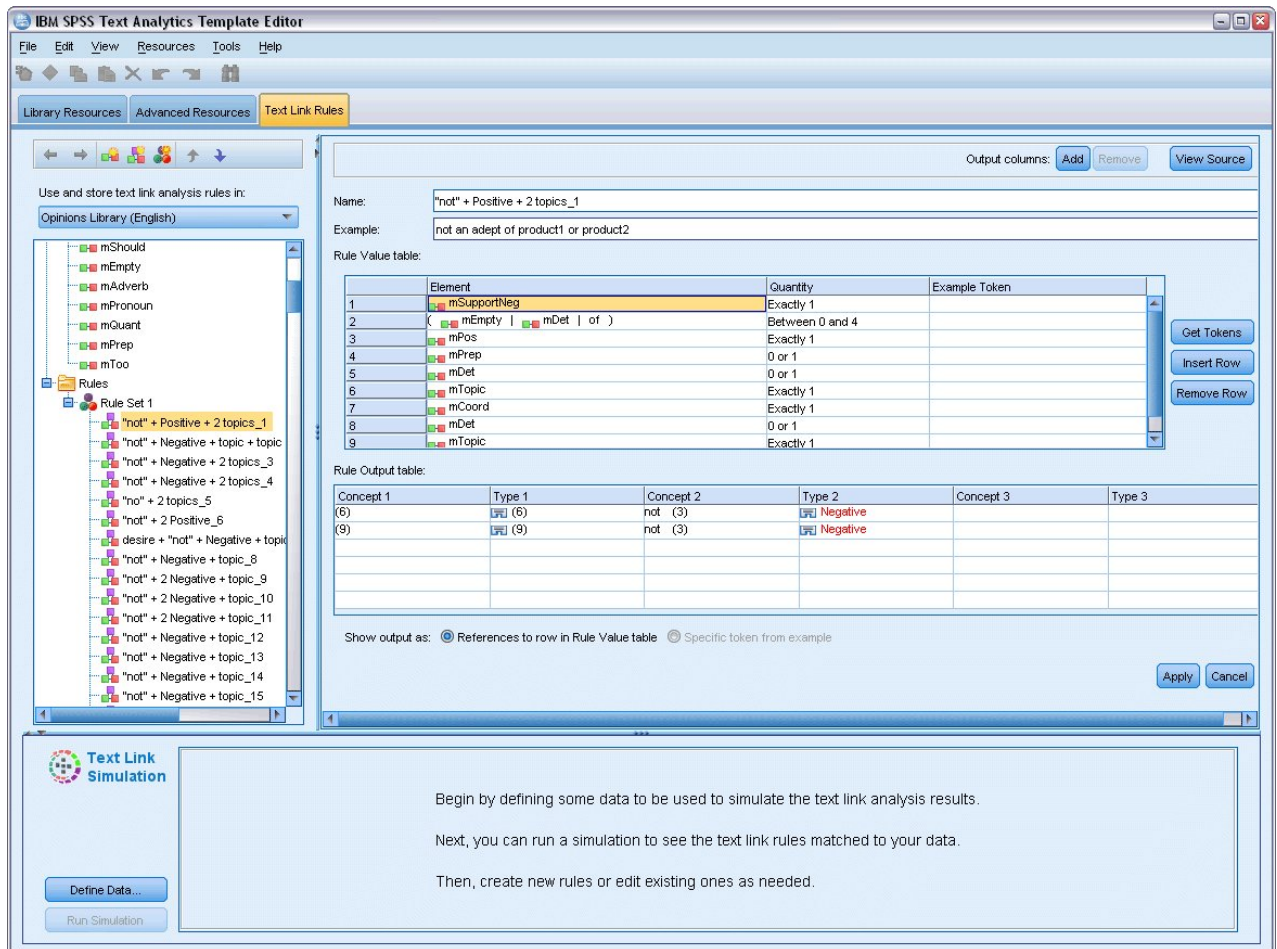 IBM SPSS Text Analytics Template Editor
File Edit View Resources Tools Help
Library Resources Advanced Resources Text Link Rules
Use and store text link analysis rules in:
Opinions Library (English)
mShould
mEmpty
mAdverb
mPronoun
mQuant
mPrep
mToo
Rules
Rule Set 1
"not" + Positive + 2 topics_1
"not" + Negative + topic + topic
"not" + Negative + 2 topics_3
"not" + Negative + 2 topics_4
"no" + 2 topics_5
"not" + 2 Positive_6
desire + "not" + Negative + topic
"not" + Negative + topic_8
"not" + 2 Negative + topic_9
"not" + 2 Negative + topic_10
"not" + 2 Negative + topic_11
"not" + Negative + topic_12
"not" + Negative + topic_13
"not" + Negative + topic_14
"not" + Negative + topic_15
Output columns: Add Remove View Source
Name: "not" + Positive + 2 topics_1
Example: not an adept of product1 or product2
Rule Value table:
Element Quantity Example Token
1 mSupportNeg Exactly 1
2 ( mEmpty | mDet | of ) Between 0 and 4
3 mPos Exactly 1
4 mPrep 0 or 1
5 mDet 0 or 1
6 mTopic Exactly 1
7 mCoord Exactly 1
8 mDet 0 or 1
9 mTopic Exactly 1
Get Tokens
Insert Row
Remove Row
Rule Output table:
Concept 1 Type 1 Concept 2 Type 2 Concept 3 Type 3
(6) (6) not (3) Negative
(9) (9) not (3) Negative
Show output as: References to row in Rule Value table Specific token from example
Apply Cancel
Text Link
Simulation
Define Data...
Run Simulation
Begin by defining some data to be used to simulate the text link analysis results.
Next, you can run a simulation to see the text link rules matched to your data.
Then, create new rules or edit existing ones as needed.